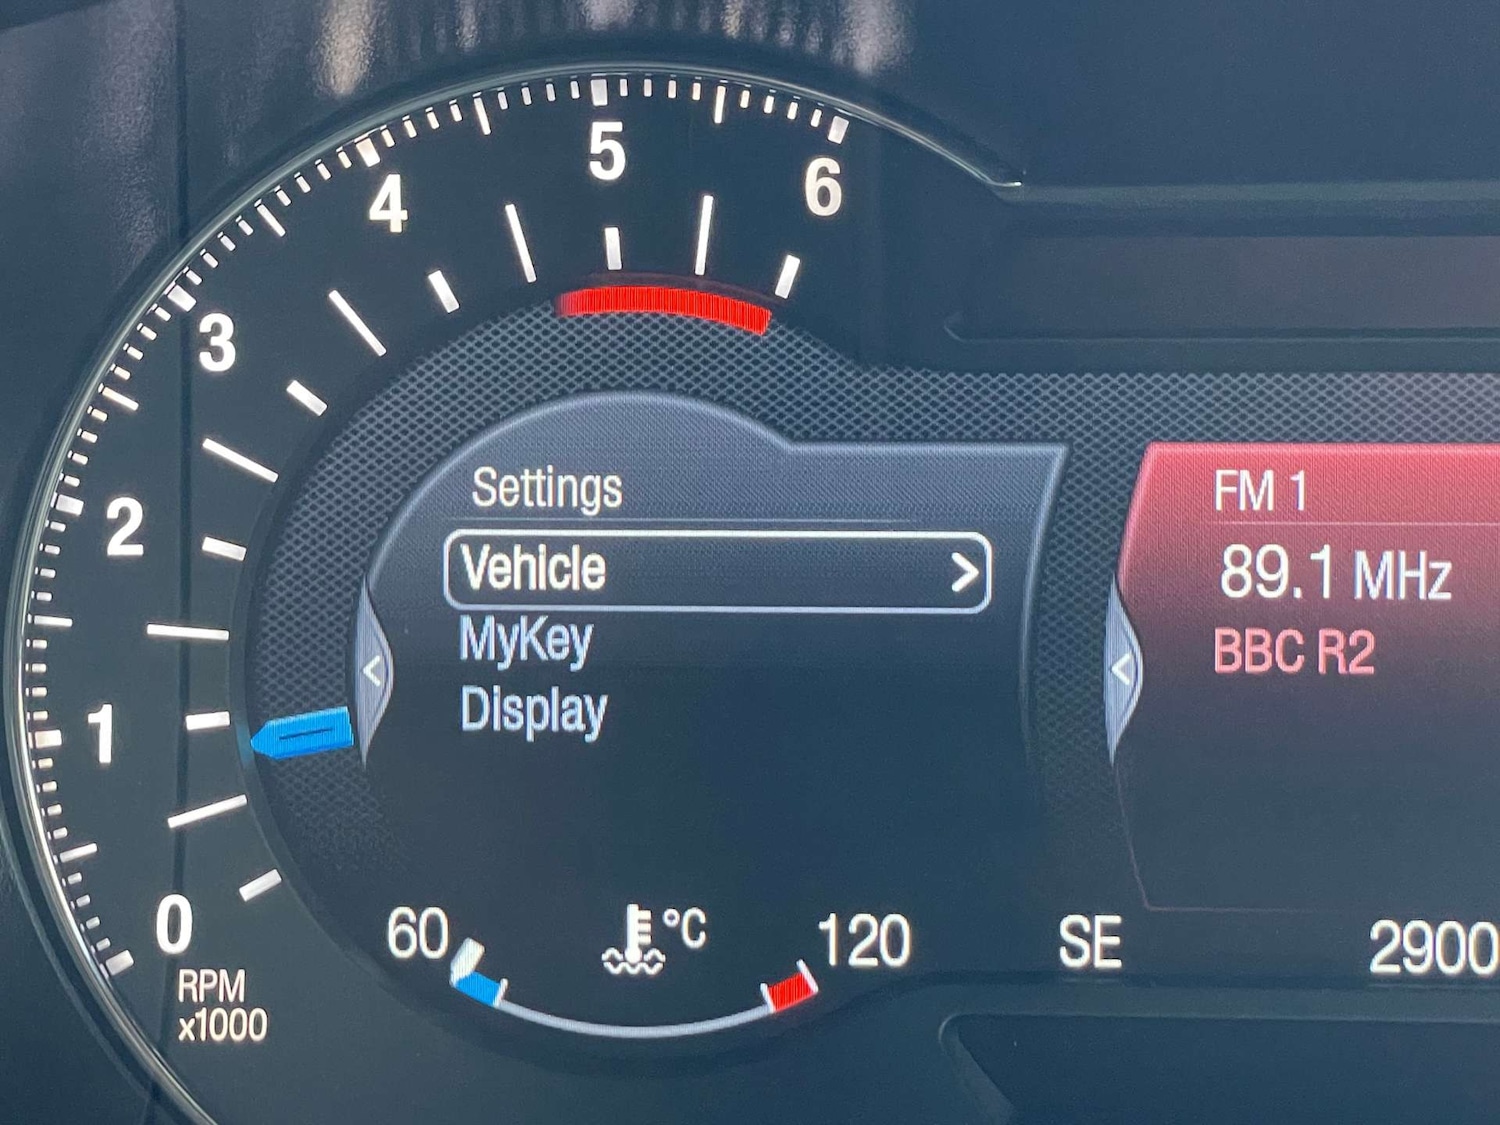 5
6
4
3
2
1
0
RPM
x1000
Settings
Vehicle >
MyKey
Display
<
<
FM 1
89.1 MHz
BBC R2
60
°C
120
SE
2900